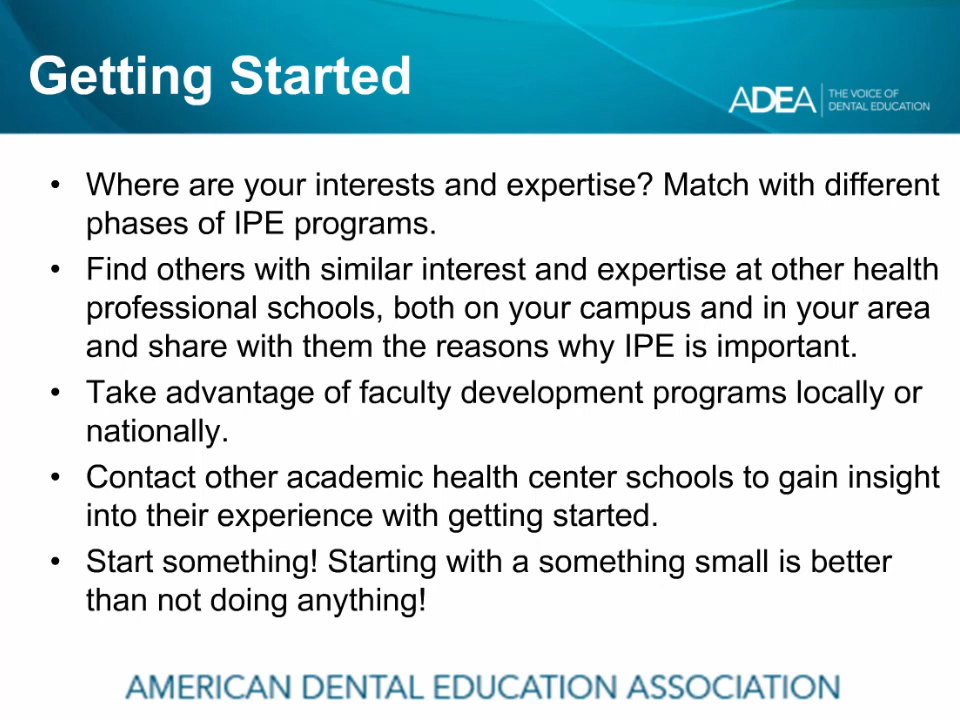 Getting Started
ADEA THE VOICE OF
DENTAL EDUCATION
• Where are your interests and expertise? Match with different
phases of IPE programs.
• Find others with similar interest and expertise at other health
professional schools, both on your campus and in your area
and share with them the reasons why IPE is important.
• Take advantage of faculty development programs locally or
nationally.
• Contact other academic health center schools to gain insight
into their experience with getting started.
• Start something! Starting with a something small is better
than not doing anything!
AMERICAN DENTAL EDUCATION ASSOCIATION